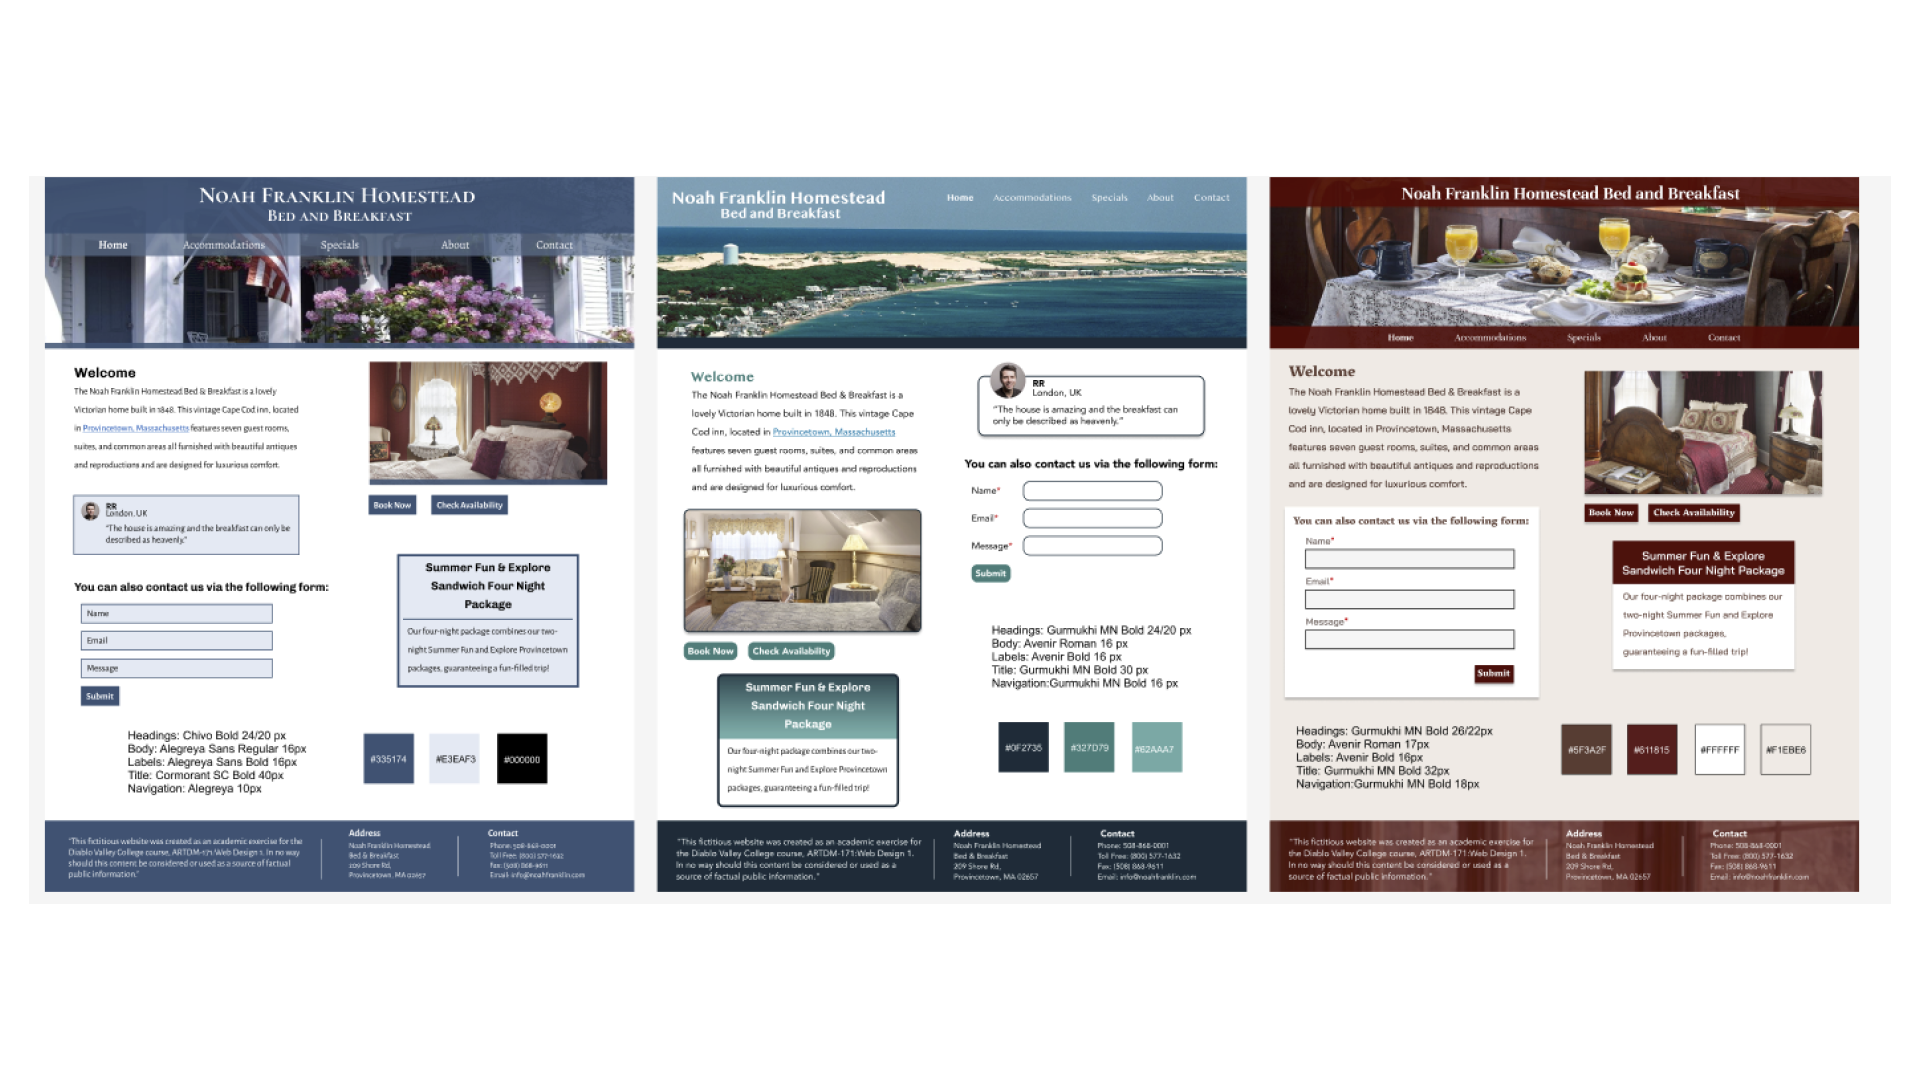 NOAH FRANKLIN HOMESTEAD
BED AND BREAKFAST
Home Accommodations Specials About Contact
Welcome
The Noah Franklin Homestead Bed & Breakfast is a lovely
Victorian home built in 1848. This vintage Cape Cod inn, located
in Provincetown, Massachusetts features seven guest rooms,
suites, and common areas all furnished with beautiful antiques
and reproductions and are designed for luxurious comfort.
RR
London, UK
"The house is amazing and the breakfast can only be
described as heavenly."
You can also contact us via the following form:
Name
Email
Message
Submit
Book Now Check Availability
Summer Fun & Explore
Sandwich Four Night
Package
Our four-night package combines our two-
night Summer Fun and Explore Provincetown
packages, guaranteeing a fun-filled trip!
Headings: Chivo Bold 24/20 px
Body: Alegreya Sans Regular 16px
Labels: Alegreya Sans Bold 16px
Title: Cormorant SC Bold 40px
Navigation: Alegreya 10px
#335174 #E3EAF3 #000000
"This fictitious website was created as an academic exercise for the
Diablo Valley College course, ARTDM-171:Web Design 1. In no way
should this content be considered or used as a source of factual
public information."
Address
Noah Franklin Homestead
Bed & Breakfast
209 Shore Rd,
Provincetown, MA 02657
Contact
Phone: 508-868-0001
Toll Free: (800) 577-1632
Fax: (508) 868-9611
Email: info@noahfranklin.com
Noah Franklin Homestead
Bed and Breakfast
Home Accommodations Specials About Contact
Welcome
The Noah Franklin Homestead Bed & Breakfast is a
lovely Victorian home built in 1848. This vintage Cape
Cod inn, located in Provincetown, Massachusetts
features seven guest rooms, suites, and common areas
all furnished with beautiful antiques and reproductions
and are designed for luxurious comfort.
Book Now Check Availability
Summer Fun & Explore
Sandwich Four Night
Package
Our four-night package combines our two-
night Summer Fun and Explore Provincetown
packages, guaranteeing a fun-filled trip!
RR
London, UK
"The house is amazing and the breakfast can
only be described as heavenly."
You can also contact us via the following form:
Name*
Email*
Message*
Submit
Headings: Gurmukhi MN Bold 24/20 px
Body: Avenir Roman 16 px
Labels: Avenir Bold 16 px
Title: Gurmukhi MN Bold 30 px
Navigation:Gurmukhi MN Bold 16 px
#0F2735 #327D79 #62AAA7
"This fictitious website was created as an academic exercise for
the Diablo Valley College course, ARTDM-171:Web Design 1.
In no way should this content be considered or used as a
source of factual public information."
Address
Noah Franklin Homestead
Bed & Breakfast
209 Shore Rd,
Provincetown, MA 02657
Contact
Phone: 508-868-0001
Toll Free: (800) 577-1632
Fax: (508) 868-9611
Email: info@noahfranklin.com
Noah Franklin Homestead Bed and Breakfast
Home Accommodations Specials About Contact
Welcome
The Noah Franklin Homestead Bed & Breakfast is a
lovely Victorian home built in 1848. This vintage Cape
Cod inn, located in Provincetown, Massachusetts
features seven guest rooms, suites, and common areas
all furnished with beautiful antiques and reproductions
and are designed for luxurious comfort.
You can also contact us via the following form:
Name*
Email*
Message*
Submit
Book Now Check Availability
Summer Fun & Explore
Sandwich Four Night Package
Our four-night package combines our
two-night Summer Fun and Explore
Provincetown packages,
guaranteeing a fun-filled trip!
Headings: Gurmukhi MN Bold 26/22px
Body: Avenir Roman 17px
Labels: Avenir Bold 16px
Title: Gurmukhi MN Bold 32px
Navigation:Gurmukhi MN Bold 18px
#5F3A2F #611815 #FFFFFF #F1EBE6
"This fictitious website was created as an academic exercise for
the Diablo Valley College course, ARTDM-171:Web Design 1.
In no way should this content be considered or used as a
source of factual public information."
Address
Noah Franklin Homestead
Bed & Breakfast
209 Shore Rd,
Provincetown, MA 02657
Contact
Phone: 508-868-0001
Toll Free: (800) 577-1632
Fax: (508) 868-9611
Email: info@noahfranklin.com